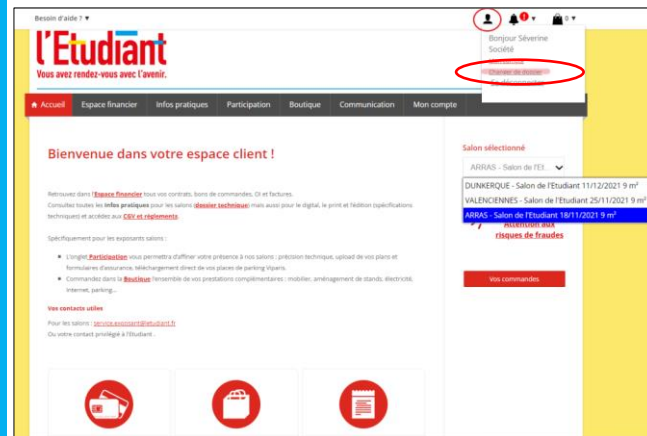 Besoin d'aide ? ▼
0 ▼
Bonjour Séverine
Société
Changer de dossier
Se déconnecter
l'Etudiant
Vous avez rendez-vous avec l'avenir.
Accueil Espace financier Infos pratiques Participation Boutique Communication Mon compte
Bienvenue dans votre espace client !
Retrouvez dans l'Espace financier tous vos contrats, bons de commandes, OI et factures.
Consultez toutes les Infos pratiques pour les salons (dossier technique) mais aussi pour le digital, le print et l'édition (spécifications
techniques) et accédez aux CGV et règlements.
Spécifiquement pour les exposants salons :
L'onglet Participation vous permettra d'affiner votre présence à nos salons : précision technique, upload de vos plans et
formulaires d'assurance, téléchargement direct de vos places de parking Viparis.
Commandez dans la Boutique l'ensemble de vos prestations complémentaires : mobilier, aménagement de stands, électricité,
internet, parking...
Vos contacts utiles
Pour les salons : service.exposant@letudiant.fr
Ou votre contact privilégié à l'Etudiant .
Salon sélectionné
ARRAS - Salon de l'Et...
DUNKERQUE - Salon de l'Etudiant 11/12/2021 9 m²
VALENCIENNES - Salon de l'Etudiant 25/11/2021 9 m²
ARRAS - Salon de l'Etudiant 18/11/2021 9 m²
Attention aux
risques de fraudes
Vos commandes